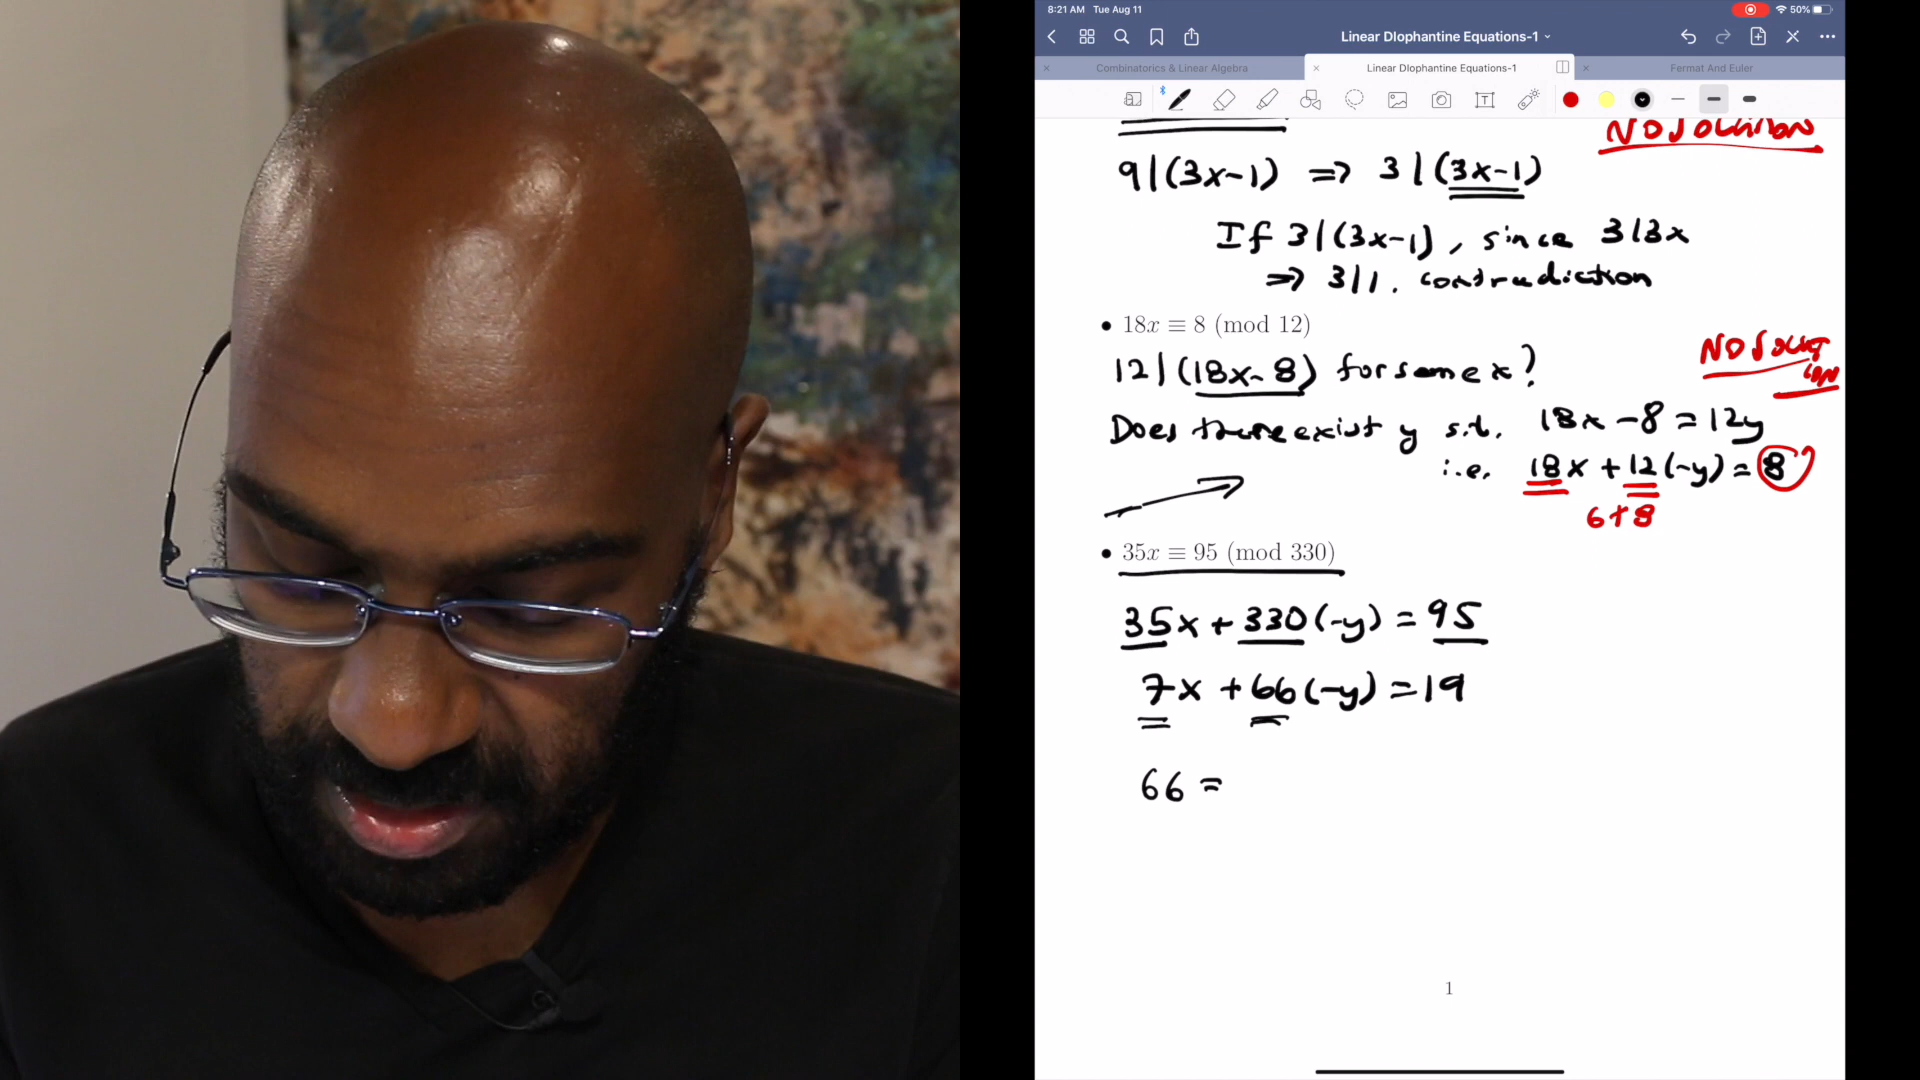 8:21 AM Tue Aug 11
50%
Linear DIophantine Equations-1
Combinatorics & Linear Algebra
Linear DIophantine Equations-1
Fermat And Euler
NO SOLUTION
9|(3x-1) => 3|(3x-1)
If 3|(3x-1), since 3|3x
=> 3|1. contradiction
• 18x ≡ 8 (mod 12)
12|(18x-8) for some x?
NO SOLUTION
Does there exist y s.t. 18x-8=12y
i.e. 18x+12(-y)=8
6∤8
• 35x ≡ 95 (mod 330)
35x+330(-y)=95
7x+66(-y)=19
66=
1